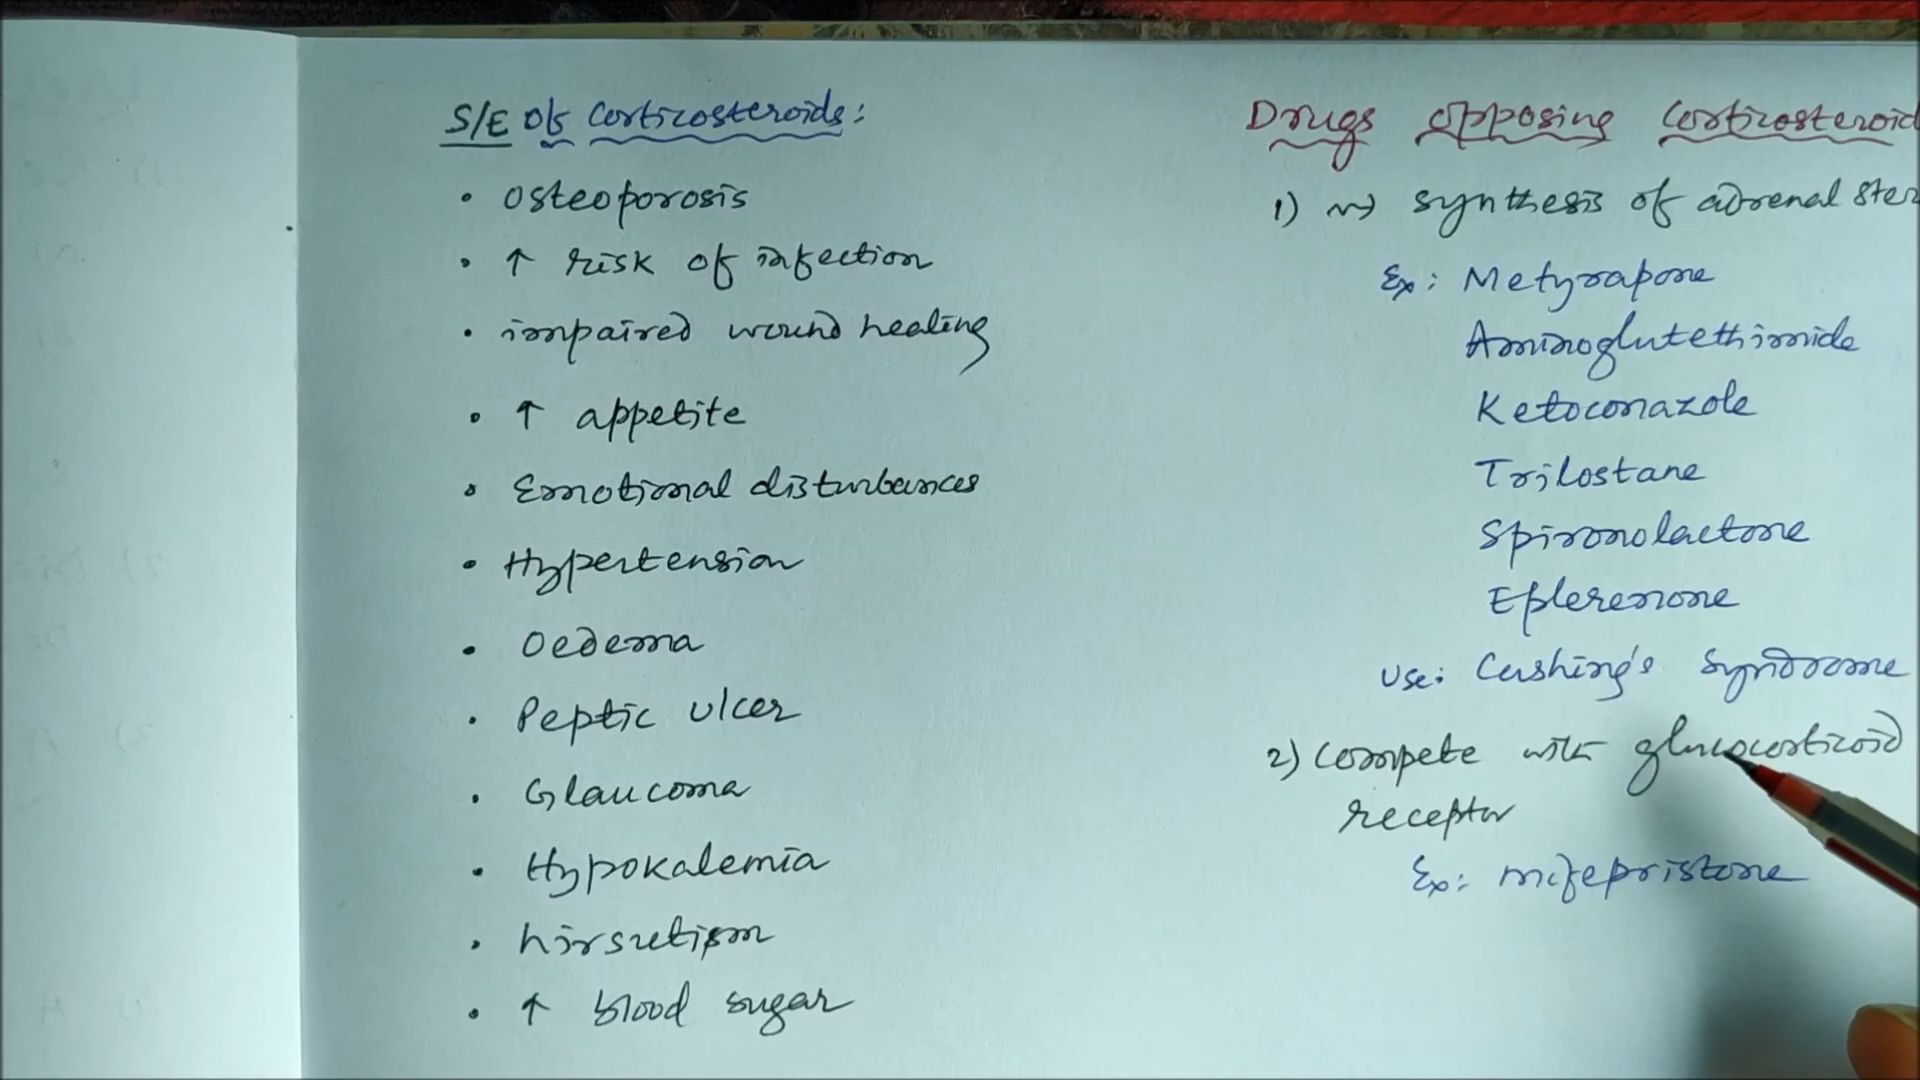 S/E Of Corticosteroids:
• Osteoporosis
• ↑ risk of infection
• impaired wound healing
• ↑ appetite
• Emotional disturbances
• Hypertension
• Oedema
• Peptic ulcer
• Glaucoma
• Hypokalemia
• hirsutism
• ↑ blood sugar
Drugs opposing Corticosteroid
1) synthesis of adrenal ster
Ex: Metyrapone
Aminoglutethimide
Ketoconazole
Trilostane
Spironolactone
Eplerenone
Use: Cushing's Syndrome
2) Compete with glucocorticoid
receptor
Ex: mifepristone